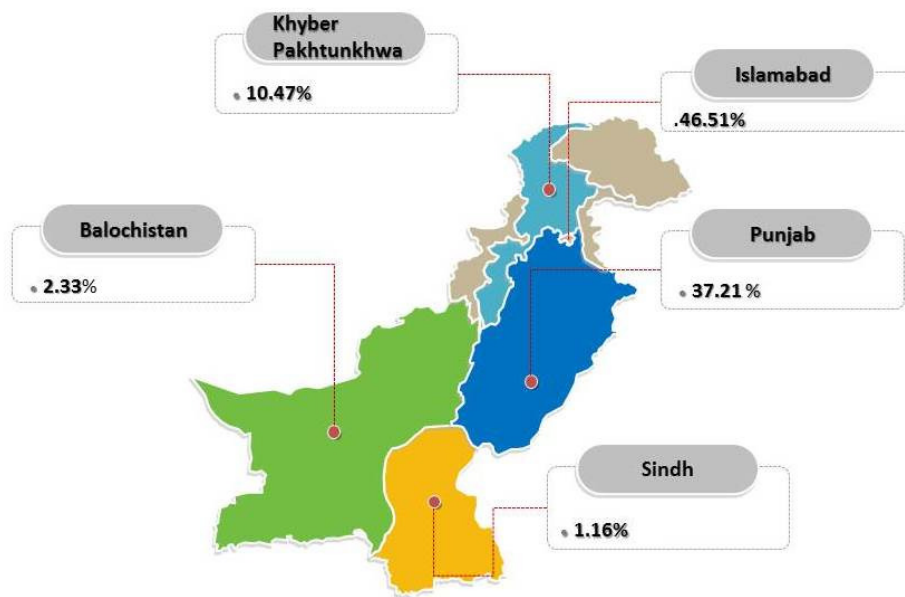 Khyber
Pakhtunkhwa
• 10.47%
Islamabad
.46.51%
Balochistan
• 2.33%
Punjab
• 37.21 %
Sindh
• 1.16%